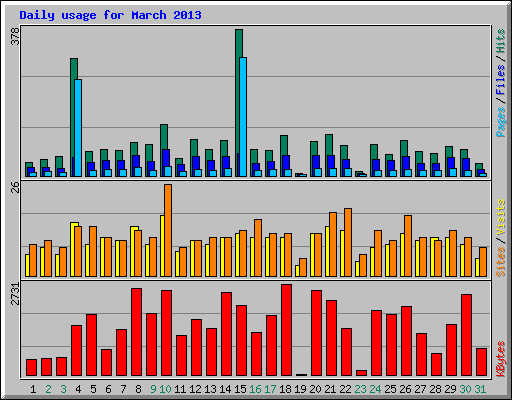 Daily usage for March 2013
378
Pages / Files / Hits
26
Sites / Visits
2731
KBytes
1 2 3 4 5 6 7 8 9 10 11 12 13 14 15 16 17 18 19 20 21 22 23 24 25 26 27 28 29 30 31